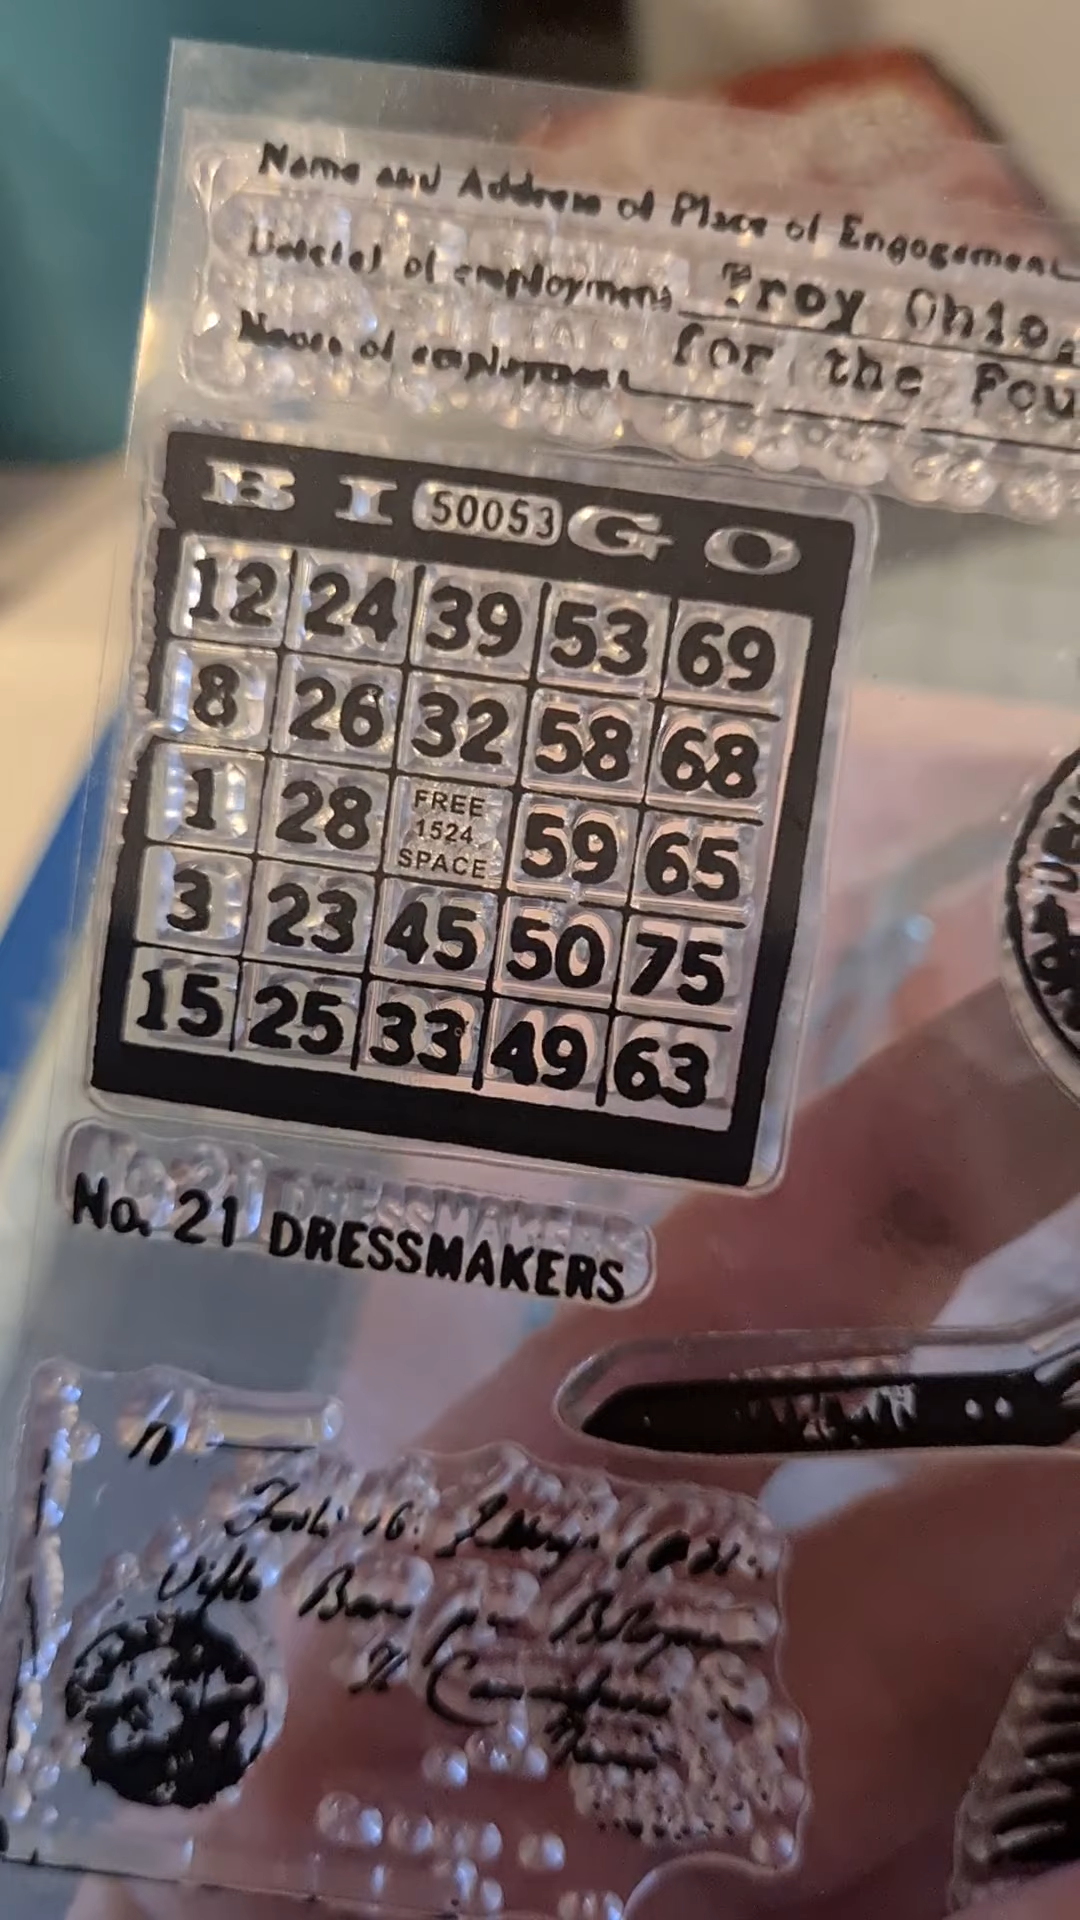 Name and Address of Place of Engagement
Date(s) of employment Troy Ohio.
of employment for the Fou
B I 50053 G O
12 24 39 53 69
8 26 32 58 68
1 28 FREE 1524 SPACE 59 65
3 23 45 50 75
15 25 33 49 63
No. 21 DRESSMAKERS